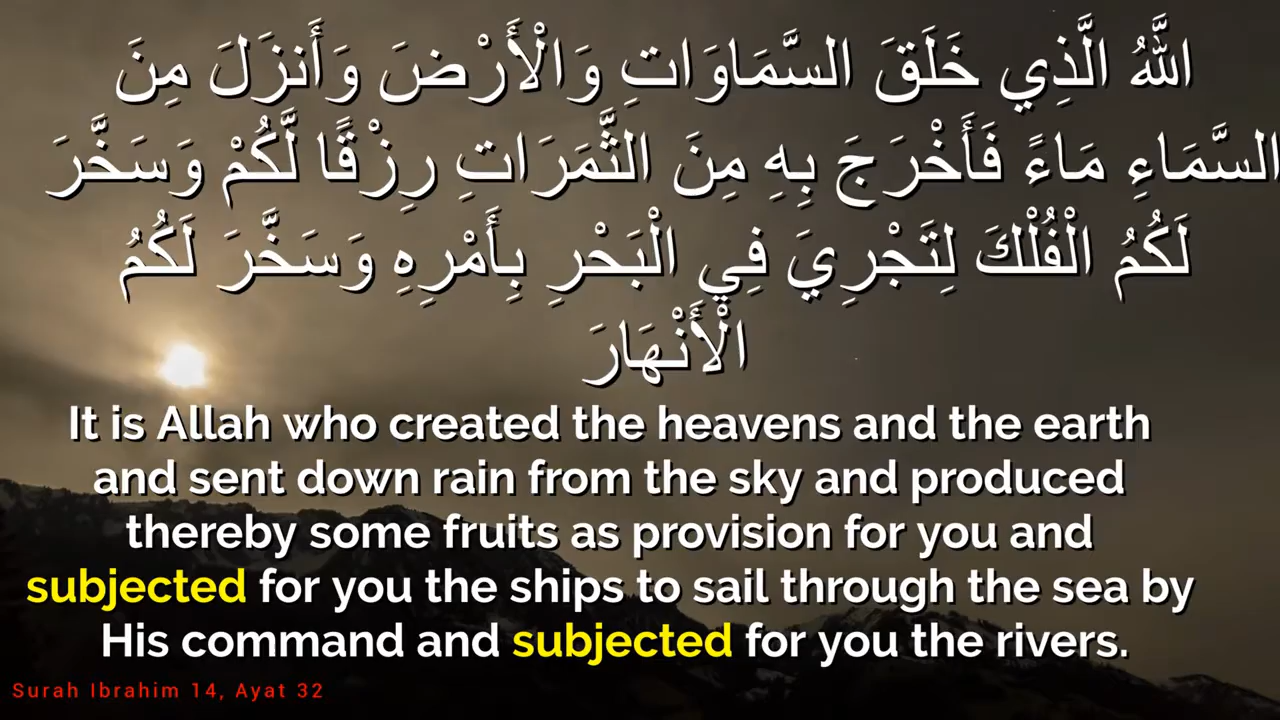 اللَّهُ الَّذِي خَلَقَ السَّمَاوَاتِ وَالْأَرْضَ وَأَنزَلَ مِنَ
السَّمَاءِ مَاءً فَأَخْرَجَ بِهِ مِنَ الثَّمَرَاتِ رِزْقًا لَّكُمْ وَسَخَّرَ
لَكُمُ الْفُلْكَ لِتَجْرِيَ فِي الْبَحْرِ بِأَمْرِهِ وَسَخَّرَ لَكُمُ
الْأَنْهَارَ
It is Allah who created the heavens and the earth
and sent down rain from the sky and produced
thereby some fruits as provision for you and
subjected for you the ships to sail through the sea by
His command and subjected for you the rivers.
Surah Ibrahim 14, Ayat 32